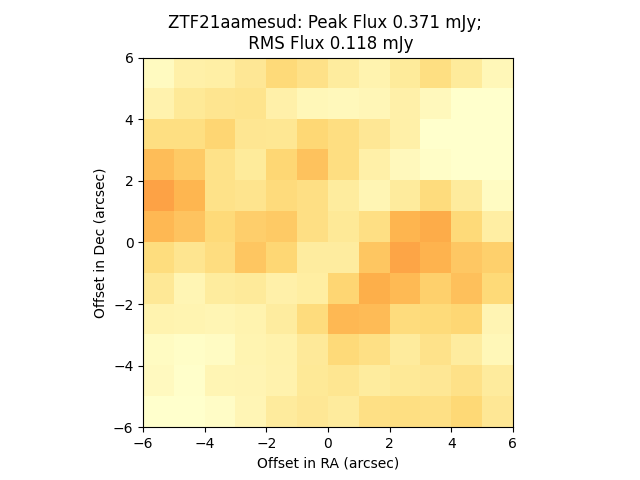 ZTF21aamesud: Peak Flux 0.371 mJy;
RMS Flux 0.118 mJy
6
4
2
0
−2
−4
−6
Offset in Dec (arcsec)
−6 −4 −2 0 2 4 6
Offset in RA (arcsec)